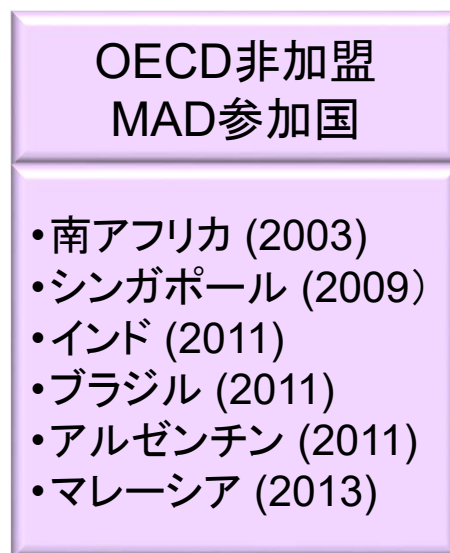 OECD非加盟
MAD参加国
•南アフリカ (2003)
•シンガポール (2009）
•インド (2011)
•ブラジル (2011)
•アルゼンチン (2011)
•マレーシア (2013)